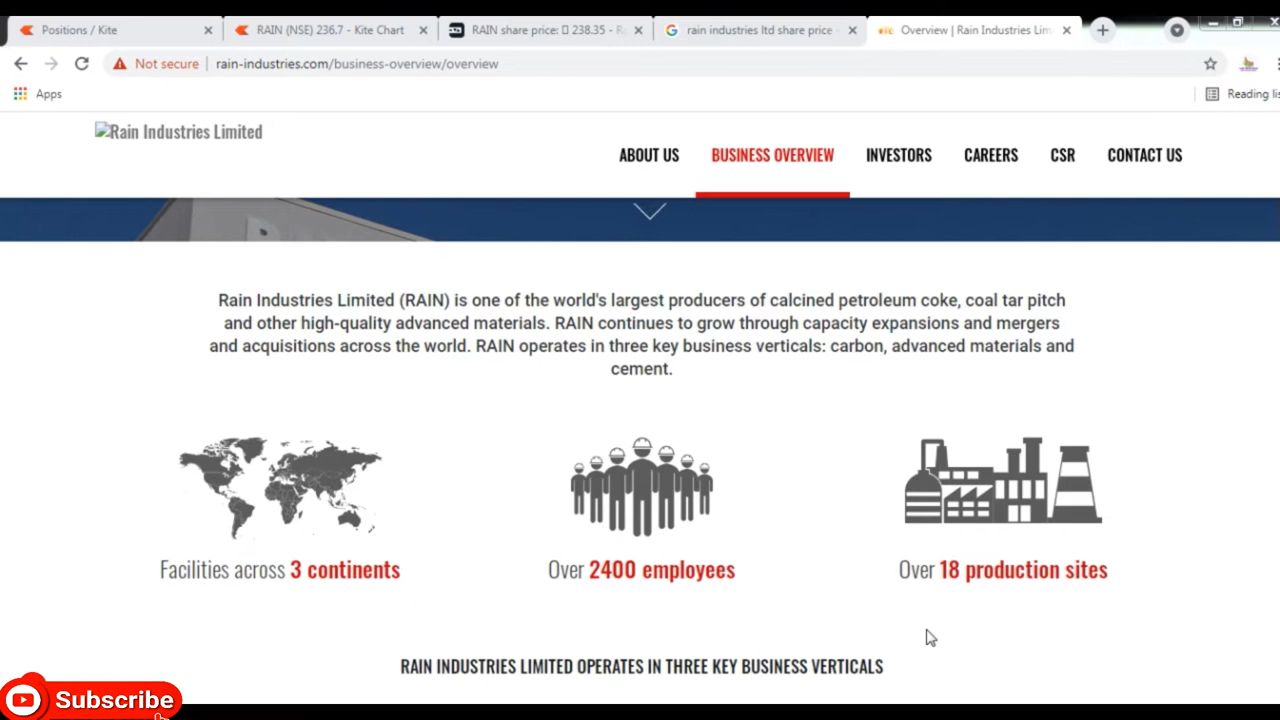 Positions / Kite
RAIN (NSE) 236.7 - Kite Chart
RAIN share price: 238.35 - R
rain industries ltd share price -
Overview | Rain Industries Lim
Not secure
rain-industries.com/business-overview/overview
Apps
Reading lis
Rain Industries Limited
ABOUT US
BUSINESS OVERVIEW
INVESTORS
CAREERS
CSR
CONTACT US
Rain Industries Limited (RAIN) is one of the world's largest producers of calcined petroleum coke, coal tar pitch
and other high-quality advanced materials. RAIN continues to grow through capacity expansions and mergers
and acquisitions across the world. RAIN operates in three key business verticals: carbon, advanced materials and
cement.
Facilities across 3 continents
Over 2400 employees
Over 18 production sites
RAIN INDUSTRIES LIMITED OPERATES IN THREE KEY BUSINESS VERTICALS
Subscribe